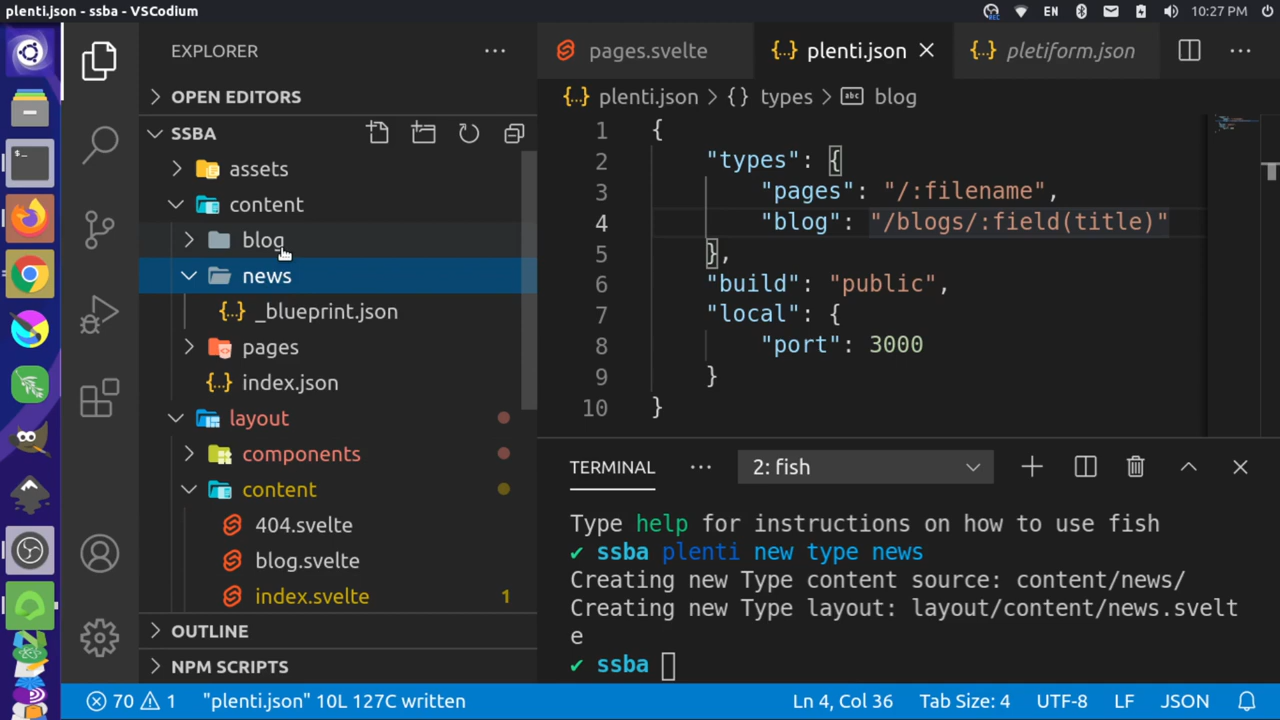 plenti.json - ssba - VSCodium
REC
EN
10:27 PM
EXPLORER
OPEN EDITORS
SSBA
assets
content
blog
news
_blueprint.json
pages
index.json
layout
components
content
404.svelte
blog.svelte
index.svelte 1
OUTLINE
NPM SCRIPTS
pages.svelte
plenti.json
pletiform.json
plenti.json > {} types > abc blog
1 {
2 "types": {
3 "pages": "/:filename",
4 "blog": "/blogs/:field(title)"
5 },
6 "build": "public",
7 "local": {
8 "port": 3000
9 }
10 }
TERMINAL
2: fish
Type help for instructions on how to use fish
✔ ssba plenti new type news
Creating new Type content source: content/news/
Creating new Type layout: layout/content/news.svelt
e
✔ ssba
70 1 "plenti.json" 10L 127C written
Ln 4, Col 36 Tab Size: 4 UTF-8 LF JSON